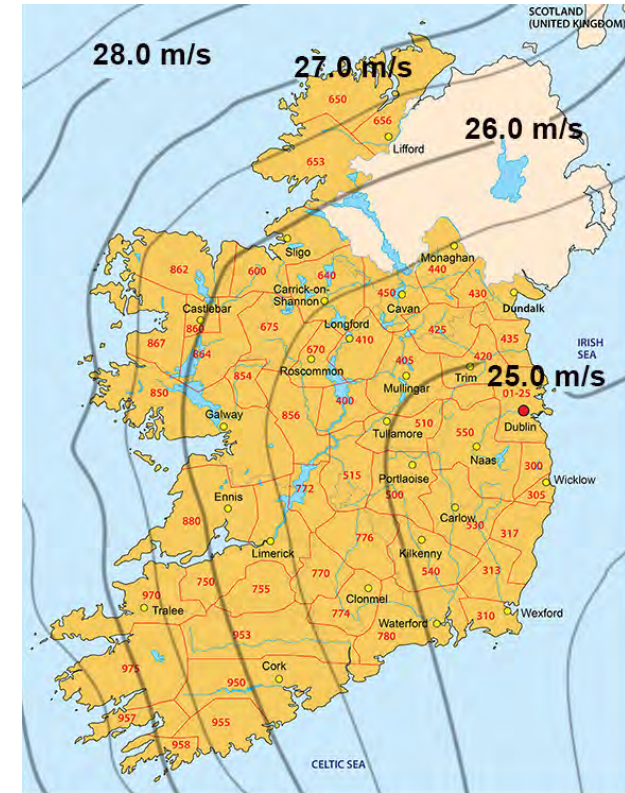 SCOTLAND
(UNITED KINGDOM)
28.0 m/s
27.0 m/s
650
656
26.0 m/s
Lifford
653
Sligo
Monaghan
862
600
640
440
Carrick-on-
Shannon
450
Cavan
430
Dundalk
Castlebar
860
675
Longford
410
425
435
867
864
670
405
420
IRISH
SEA
Roscommon
Trim
25.0 m/s
854
Mullingar
850
400
01-25
Galway
856
Tullamore
510
550
Dublin
Naas
Portlaoise
300
772
515
500
Wicklow
305
Ennis
880
Carlow
530
317
Limerick
776
Kilkenny
750
755
770
540
313
970
Clonmel
Tralee
774
310
Wexford
Waterford
780
953
975
Cork
950
957
955
958
CELTIC SEA